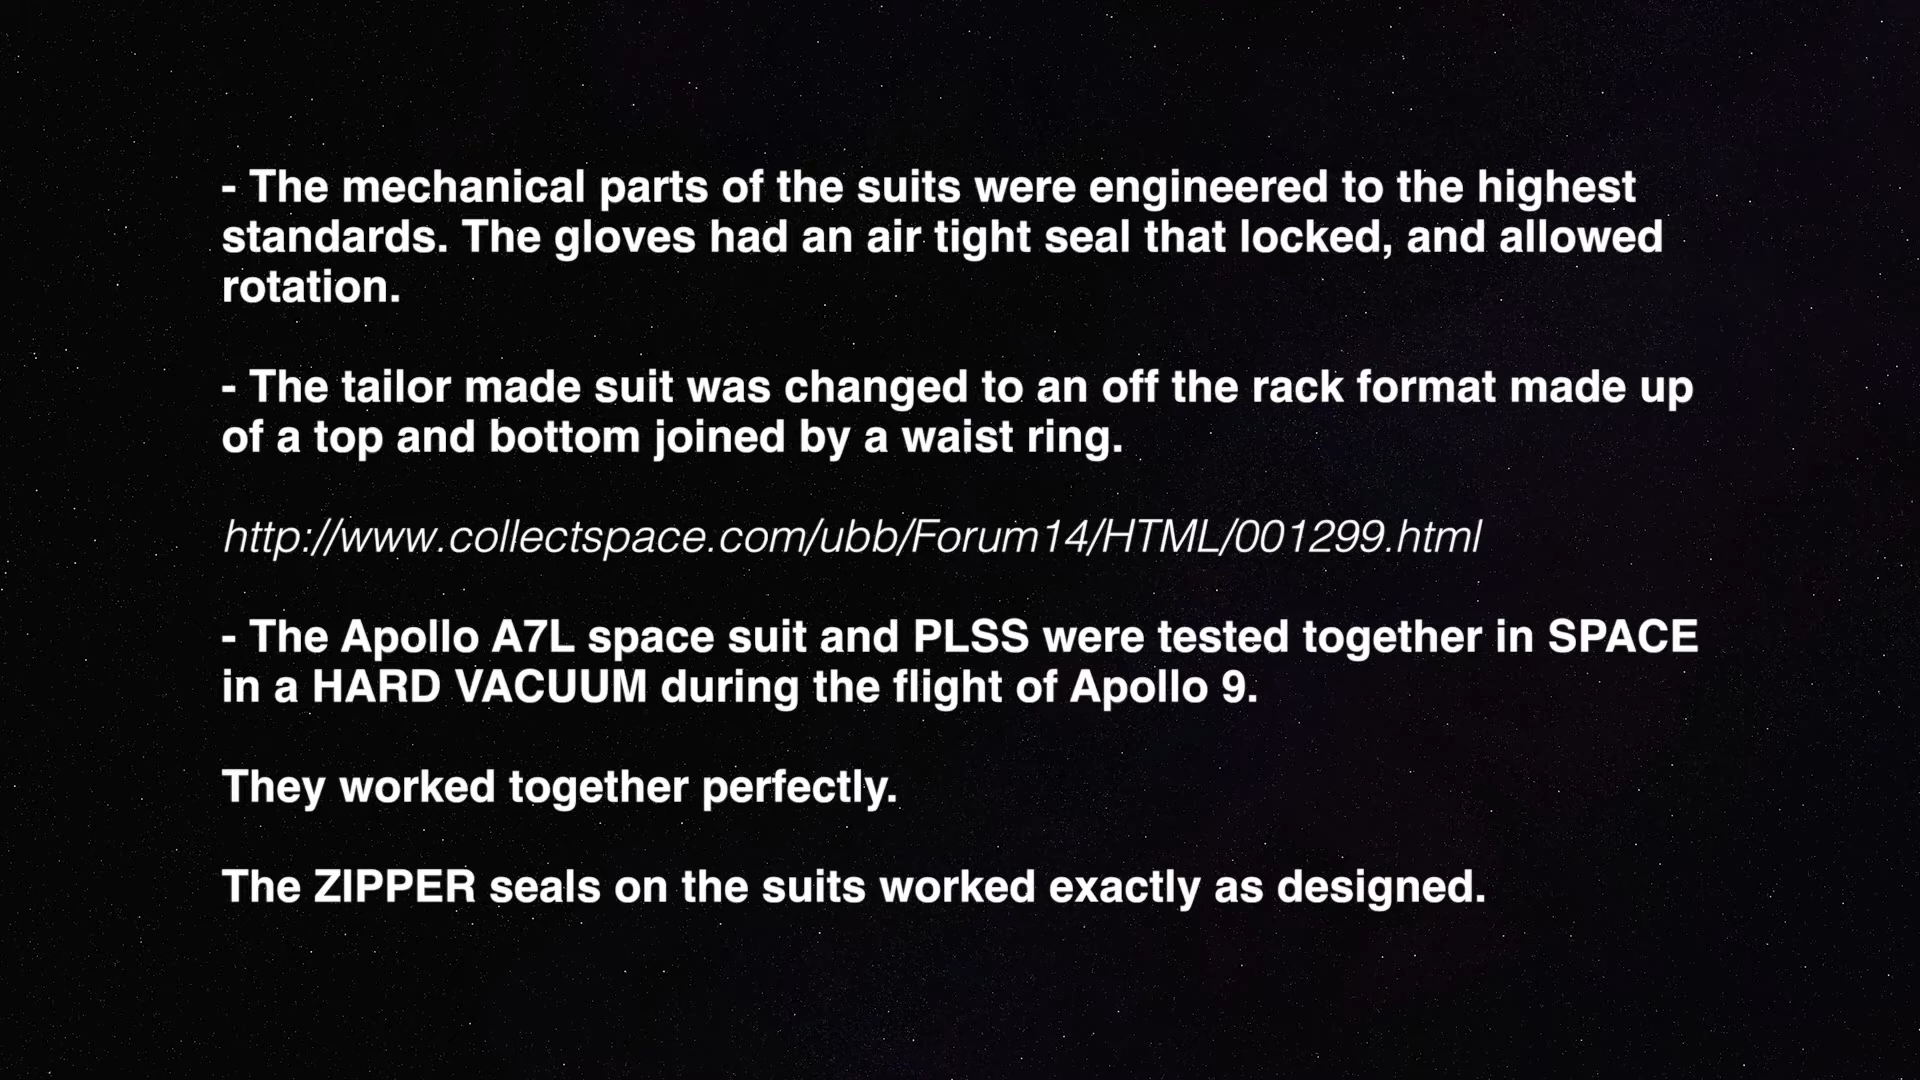 - The mechanical parts of the suits were engineered to the highest
standards. The gloves had an air tight seal that locked, and allowed
rotation.
- The tailor made suit was changed to an off the rack format made up
of a top and bottom joined by a waist ring.
http://www.collectspace.com/ubb/Forum14/HTML/001299.html
- The Apollo A7L space suit and PLSS were tested together in SPACE
in a HARD VACUUM during the flight of Apollo 9.
They worked together perfectly.
The ZIPPER seals on the suits worked exactly as designed.